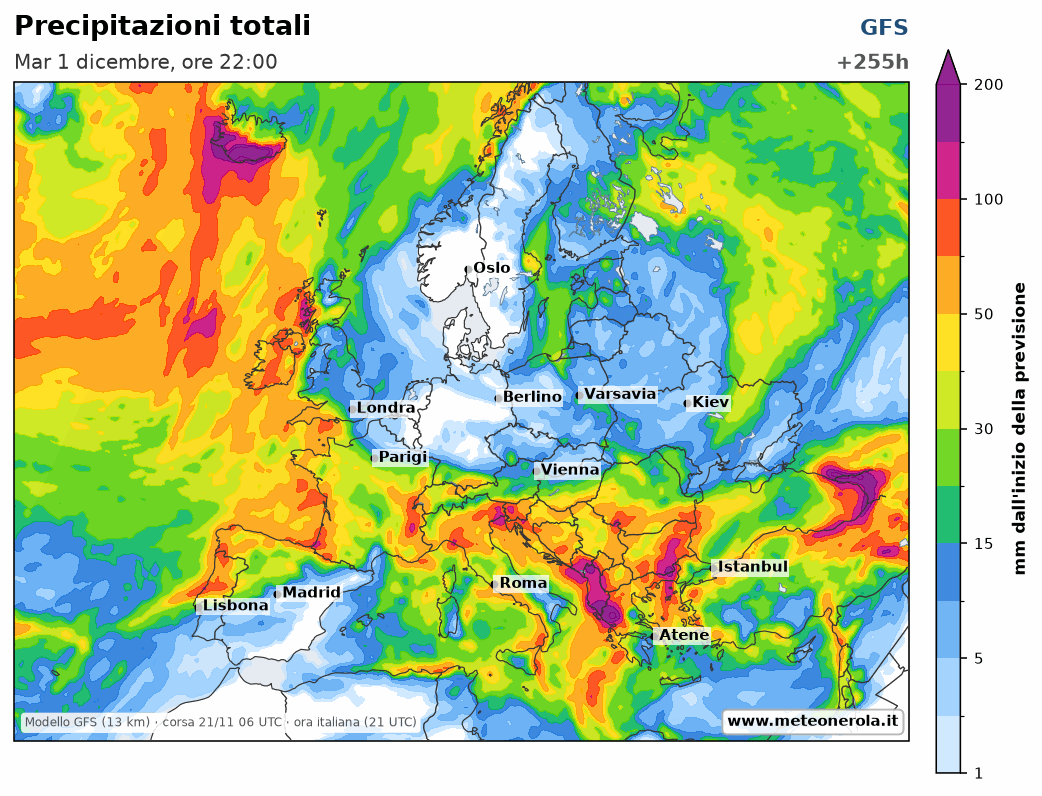 Precipitazioni totali
GFS
Mar 1 dicembre, ore 22:00
+255h
200
100
50
30
15
5
1
mm dall'inizio della previsione
Oslo
Berlino
Varsavia
Kiev
Londra
Parigi
Vienna
Istanbul
Roma
Madrid
Lisbona
Atene
Modello GFS (13 km) · corsa 21/11 06 UTC · ora italiana (21 UTC)
www.meteonerola.it